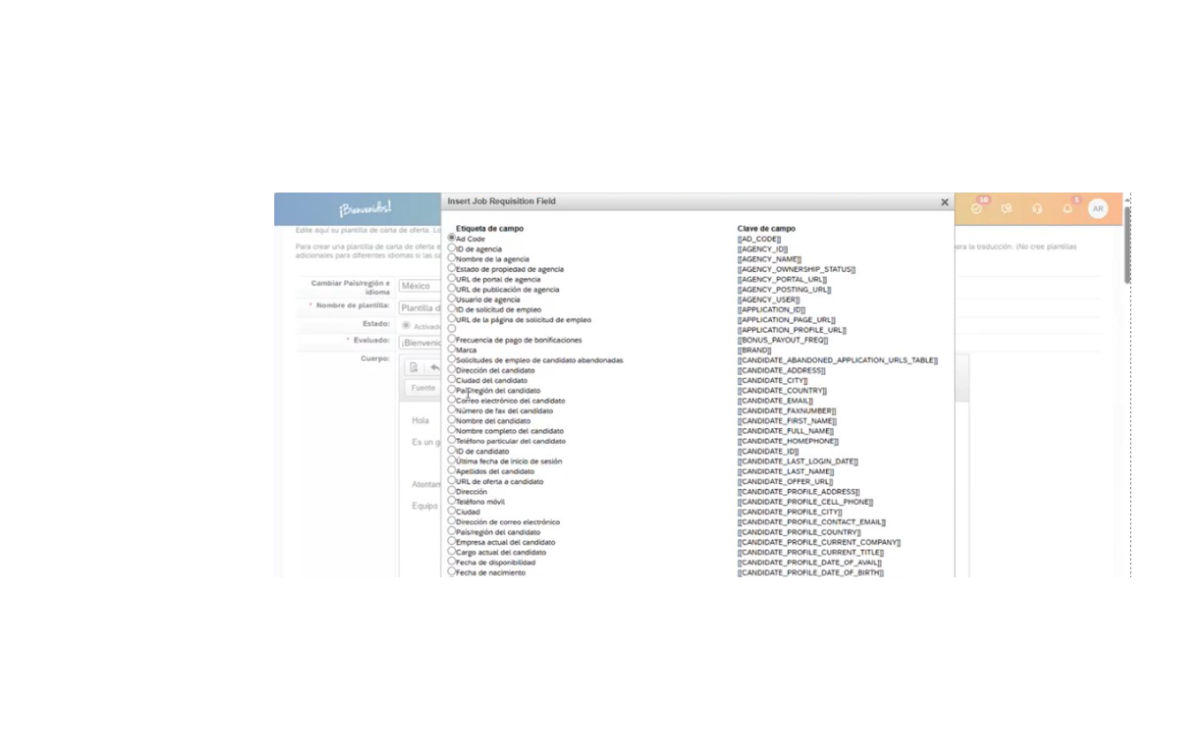 ¡Bienvenidos!
Insert Job Requisition Field
×
18
1
AR
Edite aquí su plantilla de carta de oferta. Lo
Para crear una plantilla de carta de oferta e
ara la traducción. (No cree plantillas
adicionales para diferentes idiomas si las ca
Cambiar País/región e idioma
México
* Nombre de plantilla:
Plantilla d
Estado:
Activado
* Evaluado:
¡Bienvenic
Cuerpo:
Fuente
Hola
Es un g
Atentam
Equipo
Etiqueta de campo Clave de campo
Ad Code [[AD_CODE]]
ID de agencia [[AGENCY_ID]]
Nombre de la agencia [[AGENCY_NAME]]
Estado de propiedad de agencia [[AGENCY_OWNERSHIP_STATUS]]
URL de portal de agencia [[AGENCY_PORTAL_URL]]
URL de publicación de agencia [[AGENCY_POSTING_URL]]
Usuario de agencia [[AGENCY_USER]]
ID de solicitud de empleo [[APPLICATION_ID]]
URL de la página de solicitud de empleo [[APPLICATION_PAGE_URL]]
[[APPLICATION_PROFILE_URL]]
Frecuencia de pago de bonificaciones [[BONUS_PAYOUT_FREQ]]
Marca [[BRAND]]
Solicitudes de empleo de candidato abandonadas [[CANDIDATE_ABANDONED_APPLICATION_URLS_TABLE]]
Dirección del candidato [[CANDIDATE_ADDRESS]]
Ciudad del candidato [[CANDIDATE_CITY]]
País/región del candidato [[CANDIDATE_COUNTRY]]
Correo electrónico del candidato [[CANDIDATE_EMAIL]]
Número de fax del candidato [[CANDIDATE_FAXNUMBER]]
Nombre del candidato [[CANDIDATE_FIRST_NAME]]
Nombre completo del candidato [[CANDIDATE_FULL_NAME]]
Teléfono particular del candidato [[CANDIDATE_HOMEPHONE]]
ID de candidato [[CANDIDATE_ID]]
Última fecha de inicio de sesión [[CANDIDATE_LAST_LOGIN_DATE]]
Apellidos del candidato [[CANDIDATE_LAST_NAME]]
URL de oferta a candidato [[CANDIDATE_OFFER_URL]]
Dirección [[CANDIDATE_PROFILE_ADDRESS]]
Teléfono móvil [[CANDIDATE_PROFILE_CELL_PHONE]]
Ciudad [[CANDIDATE_PROFILE_CITY]]
Dirección de correo electrónico [[CANDIDATE_PROFILE_CONTACT_EMAIL]]
País/región del candidato [[CANDIDATE_PROFILE_COUNTRY]]
Empresa actual del candidato [[CANDIDATE_PROFILE_CURRENT_COMPANY]]
Cargo actual del candidato [[CANDIDATE_PROFILE_CURRENT_TITLE]]
Fecha de disponibilidad [[CANDIDATE_PROFILE_DATE_OF_AVAIL]]
Fecha de nacimiento [[CANDIDATE_PROFILE_DATE_OF_BIRTH]]